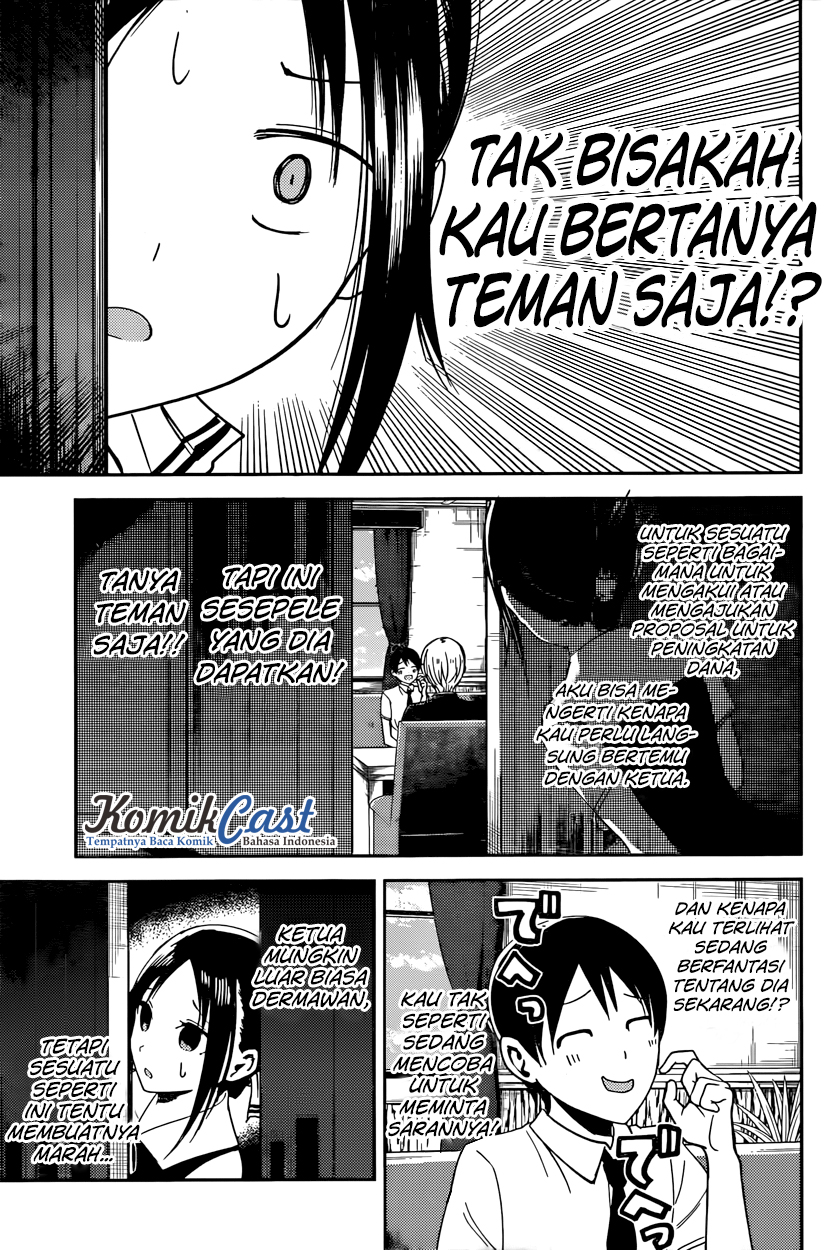 TAK BISAKAH
KAU BERTANYA
TEMAN SAJA!?
UNTUK SESUATU
SEPERTI BAGAI-
MANA UNTUK
MENGAKUI ATAU
MENGAJUKAN
PROPOSAL UNTUK
PENINGKATAN
DANA,
AKU BISA ME-
NGERTI KENAPA
KAU PERLU LANG-
SUNG BERTEMU
DENGAN KETUA.
TAPI INI
SESEPELE
YANG DIA
DAPATKAN!
TANYA
TEMAN
SAJA!!
KomikCast
Tempatnya Baca Komik Bahasa Indonesia
DAN KENAPA
KAU TERLIHAT
SEDANG
BERFANTASI
TENTANG DIA
SEKARANG!?
でへっ
KAU TAK
SEPERTI
SEDANG
MENCOBA
UNTUK
MEMINTA
SARANNYA!
でへっ
KETUA
MUNGKIN
LUAR BIASA
DERMAWAN,
TETAPI
SESUATU
SEPERTI
INI TENTU
MEMBUATNYA
MARAH...